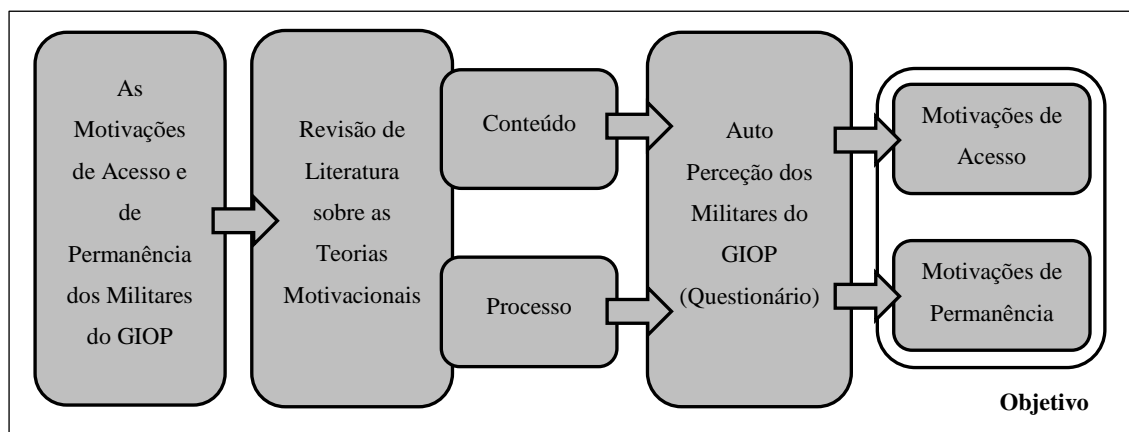 As
Motivações
de Acesso e
de
Permanência
dos Militares
do GIOP
Revisão de
Literatura
sobre as
Teorias
Motivacionais
Conteúdo
Processo
Auto
Perceção dos
Militares do
GIOP
(Questionário)
Motivações de
Acesso
Motivações de
Permanência
Objetivo